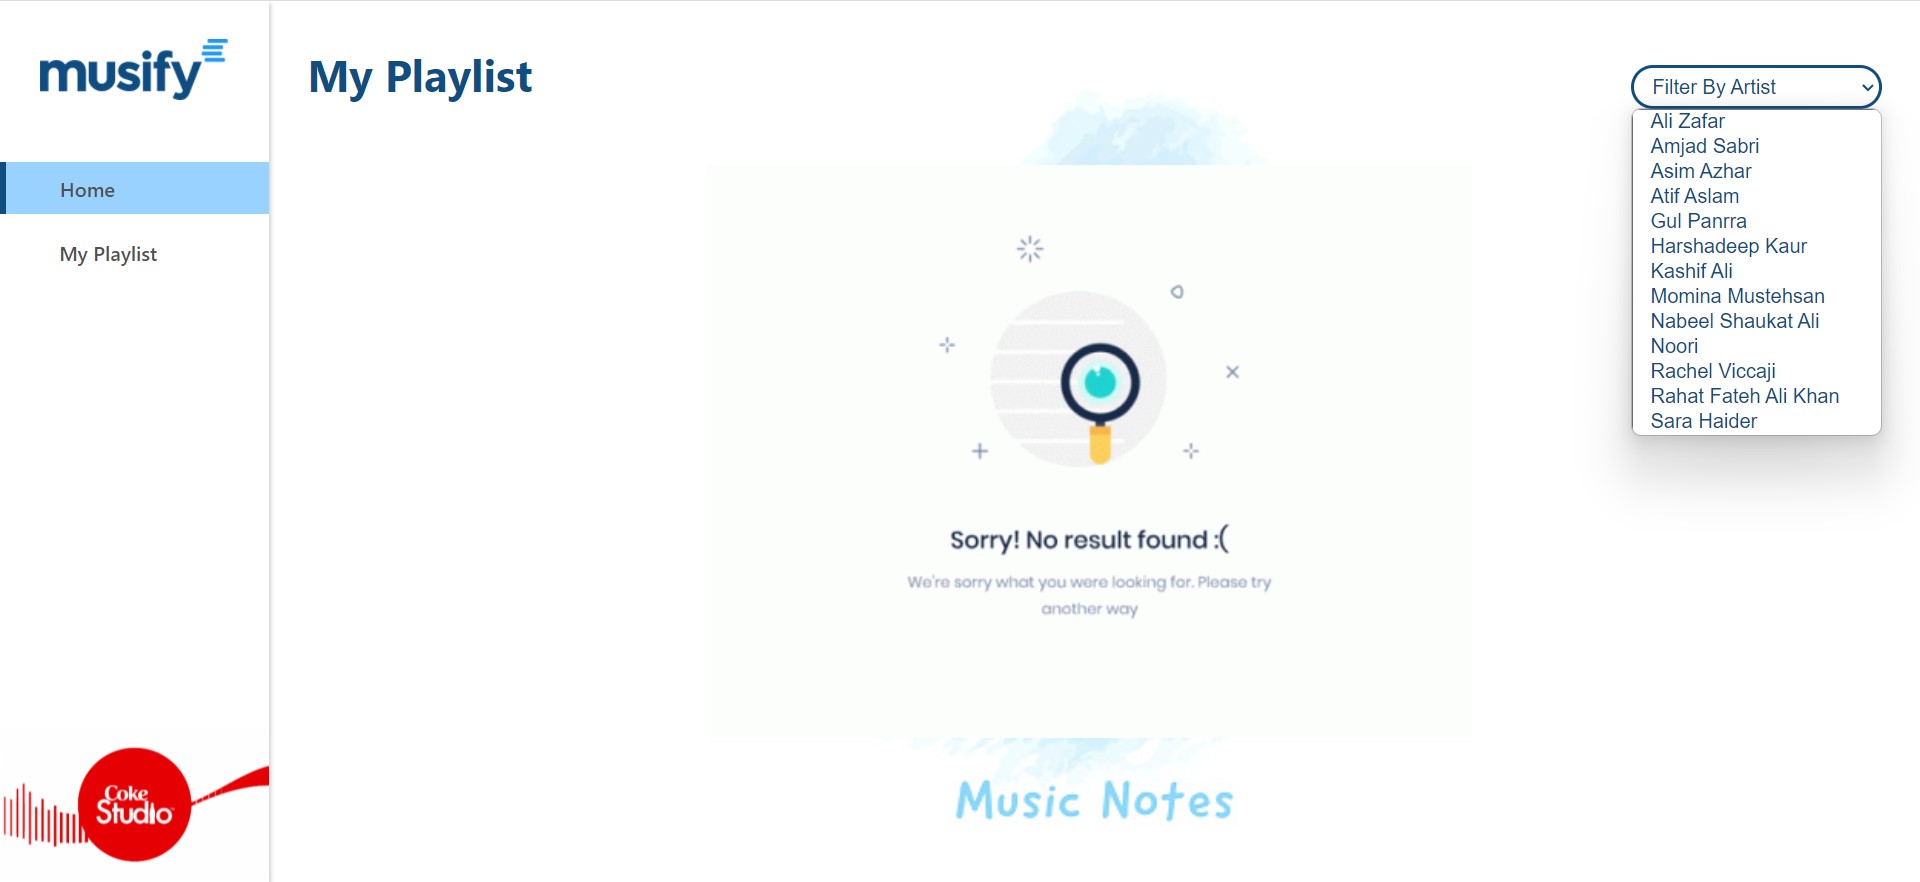 musify
Home
My Playlist
Coke
Studio
My Playlist
Filter By Artist
Ali Zafar
Amjad Sabri
Asim Azhar
Atif Aslam
Gul Panrra
Harshadeep Kaur
Kashif Ali
Momina Mustehsan
Nabeel Shaukat Ali
Noori
Rachel Viccaji
Rahat Fateh Ali Khan
Sara Haider
Sorry! No result found :(
We're sorry what you were looking for. Please try
another way
Music Notes